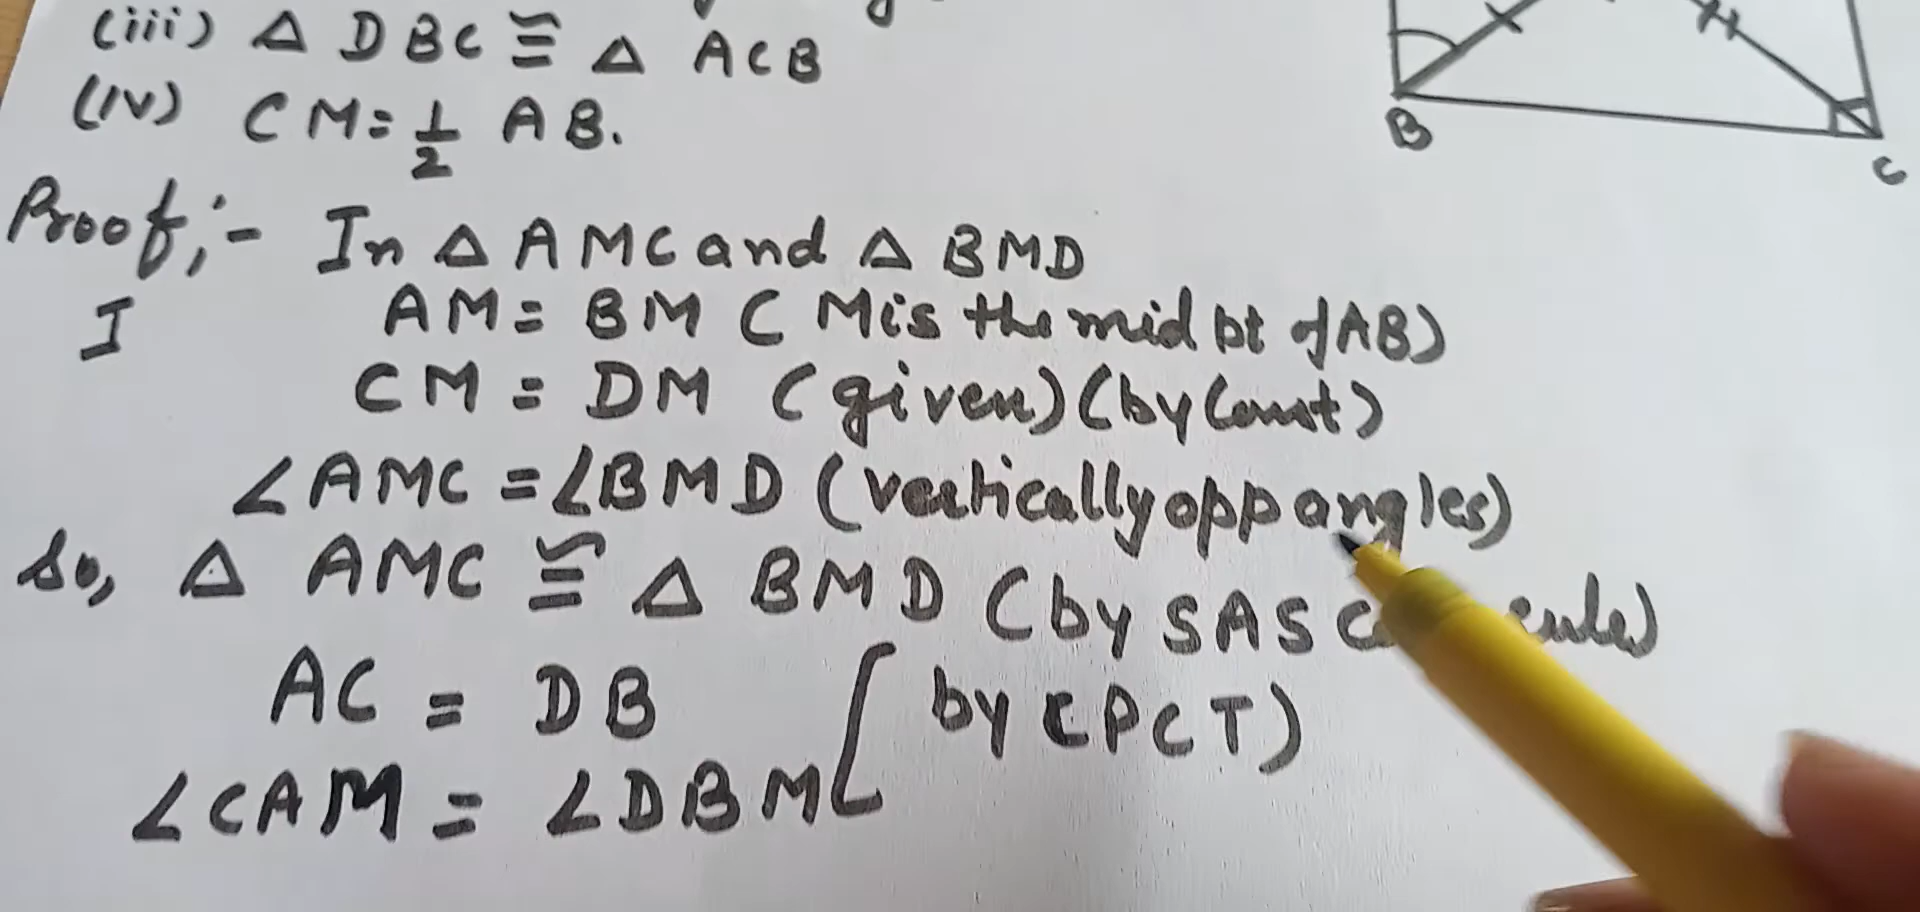 (iii) △ DBC ≅ △ ACB
(iv) CM = 1/2 AB.
B
C
Proof;- In △ AMC and △ BMD
I AM = BM ( M is the mid pt of AB)
CM = DM (given) (by Const)
∠AMC = ∠BMD (vertically opp angles)
So, △ AMC ≅ △ BMD (by SAS rule)
AC = DB [by CPCT)
∠CAM = ∠DBM